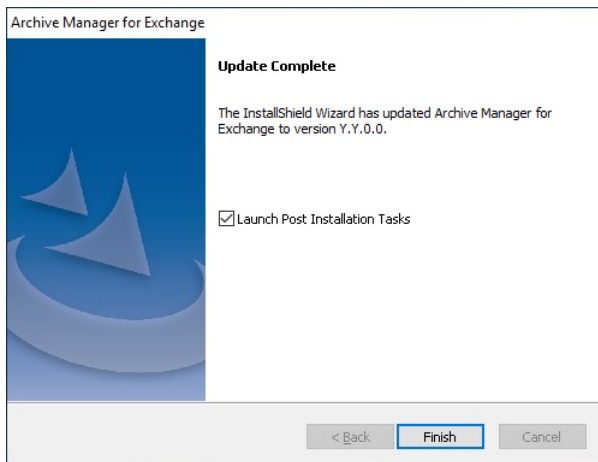 Archive Manager for Exchange
Update Complete
The InstallShield Wizard has updated Archive Manager for
Exchange to version Y.Y.0.0.
Launch Post Installation Tasks
< Back
Finish
Cancel